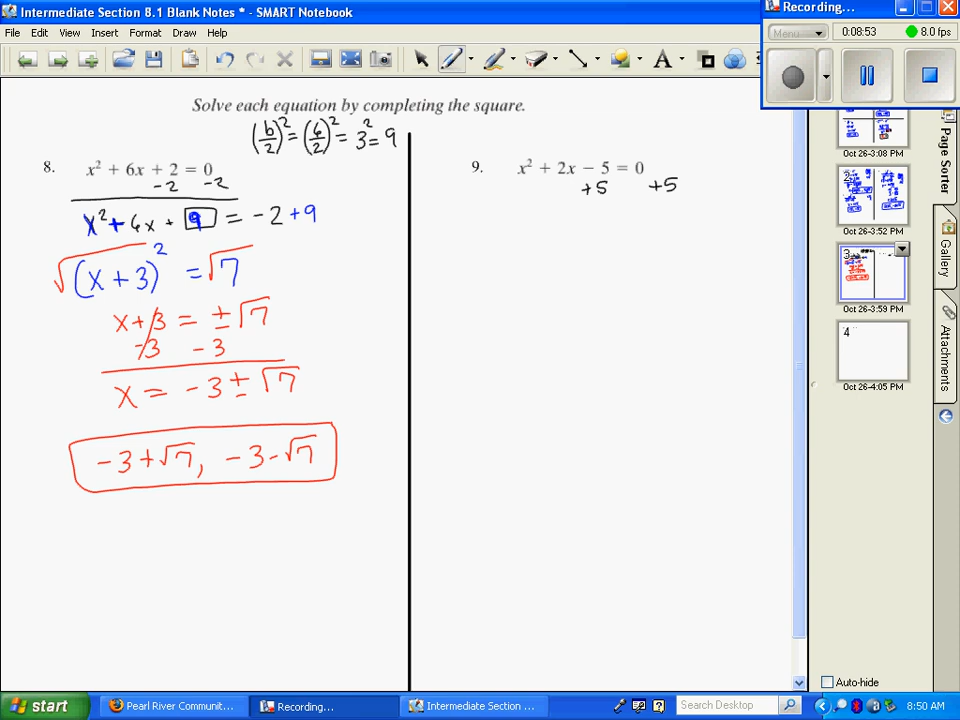 Intermediate Section 8.1 Blank Notes * - SMART Notebook
Recording...
File Edit View Insert Format Draw Help
Menu
0:08:53
8.0 fps
Solve each equation by completing the square.
(b/2)² = (6/2)² = 3² = 9
8. x² + 6x + 2 = 0
-2 -2
x² + 6x + 9 = -2 +9
√(x + 3)² = √7
x + 3 = ± √7
-3 -3
x = -3 ± √7
-3+√7, -3-√7
9. x² + 2x − 5 = 0
+5 +5
Oct 26-3:08 PM
2
Oct 26-3:52 PM
3
Oct 26-3:59 PM
4
Oct 26-4:05 PM
Page Sorter
Gallery
Attachments
Auto-hide
start
Pearl River Communit...
Recording...
Intermediate Section ...
Search Desktop
8:50 AM